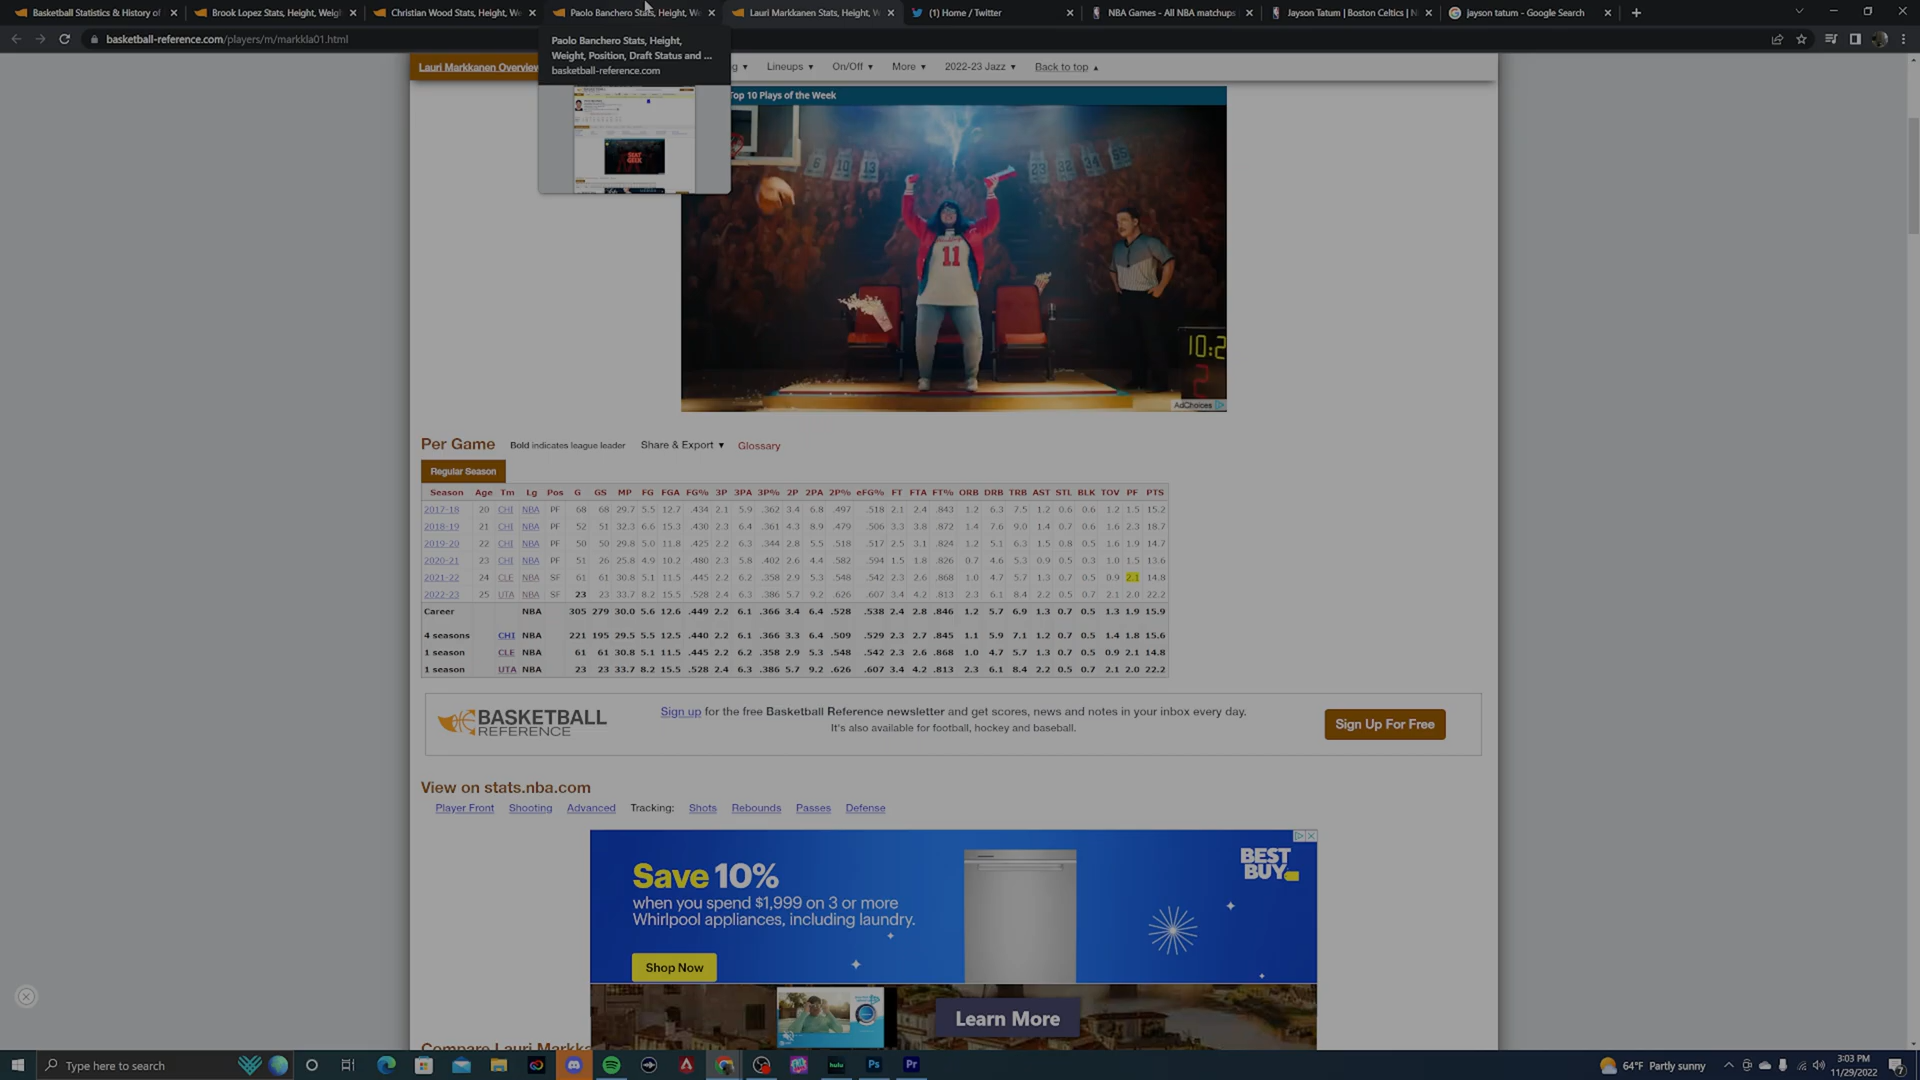 Basketball Statistics & History of
Brook Lopez Stats, Height, Weigh
Christian Wood Stats, Height, We
Paolo Banchero Stats, Height, We
Lauri Markkanen Stats, Height, W
(1) Home / Twitter
NBA Games - All NBA matchups
Jayson Tatum | Boston Celtics | N
jayson tatum - Google Search
basketball-reference.com/players/m/markkla01.html
Paolo Banchero Stats, Height,
Weight, Position, Draft Status and ...
basketball-reference.com
Lauri Markkanen Overview
Lineups ▼ On/Off ▼ More ▼ 2022-23 Jazz ▼ Back to top ▲
Top 10 Plays of the Week
6 10 13
23 32 34 55
11
10:2
2
SEAT
GEEK
AdChoices
Per Game Bold indicates league leader Share & Export ▼ Glossary
Regular Season
Season Age Tm Lg Pos G GS MP FG FGA FG% 3P 3PA 3P% 2P 2PA 2P% eFG% FT FTA FT% ORB DRB TRB AST STL BLK TOV PF PTS
2017-18 20 CHI NBA PF 68 68 29.7 5.5 12.7 .434 2.1 5.9 .362 3.4 6.8 .497 .518 2.1 2.4 .843 1.2 6.3 7.5 1.2 0.6 0.6 1.2 1.5 15.2
2018-19 21 CHI NBA PF 52 51 32.3 6.6 15.3 .430 2.3 6.4 .361 4.3 8.9 .479 .506 3.3 3.8 .872 1.4 7.6 9.0 1.4 0.7 0.6 1.6 2.3 18.7
2019-20 22 CHI NBA PF 50 50 29.8 5.0 11.8 .425 2.2 6.3 .344 2.8 5.5 .518 .517 2.5 3.1 .824 1.2 5.1 6.3 1.5 0.8 0.5 1.6 1.9 14.7
2020-21 23 CHI NBA PF 51 26 25.8 4.9 10.2 .480 2.3 5.8 .402 2.6 4.4 .582 .594 1.5 1.8 .826 0.7 4.6 5.3 0.9 0.5 0.3 1.0 1.5 13.6
2021-22 24 CLE NBA SF 61 61 30.8 5.1 11.5 .445 2.2 6.2 .358 2.9 5.3 .548 .542 2.3 2.6 .868 1.0 4.7 5.7 1.3 0.7 0.5 0.9 2.1 14.8
2022-23 25 UTA NBA SF 23 23 33.7 8.2 15.5 .528 2.4 6.3 .386 5.7 9.2 .626 .607 3.4 4.2 .813 2.3 6.1 8.4 2.2 0.5 0.7 2.1 2.0 22.2
Career NBA 305 279 30.0 5.6 12.6 .449 2.2 6.1 .366 3.4 6.4 .528 .538 2.4 2.8 .846 1.2 5.7 6.9 1.3 0.7 0.5 1.3 1.9 15.9
4 seasons CHI NBA 221 195 29.5 5.5 12.5 .440 2.2 6.1 .366 3.3 6.4 .509 .529 2.3 2.7 .845 1.1 5.9 7.1 1.2 0.7 0.5 1.4 1.8 15.6
1 season CLE NBA 61 61 30.8 5.1 11.5 .445 2.2 6.2 .358 2.9 5.3 .548 .542 2.3 2.6 .868 1.0 4.7 5.7 1.3 0.7 0.5 0.9 2.1 14.8
1 season UTA NBA 23 23 33.7 8.2 15.5 .528 2.4 6.3 .386 5.7 9.2 .626 .607 3.4 4.2 .813 2.3 6.1 8.4 2.2 0.5 0.7 2.1 2.0 22.2
BASKETBALL
REFERENCE
Sign up for the free Basketball Reference newsletter and get scores, news and notes in your inbox every day.
It's also available for football, hockey and baseball.
Sign Up For Free
View on stats.nba.com
Player Front Shooting Advanced Tracking: Shots Rebounds Passes Defense
Save 10%
when you spend $1,999 on 3 or more
Whirlpool appliances, including laundry.
Shop Now
BEST
BUY
Learn More
Compare Lauri Markka
Type here to search
hulu
Ps
Pr
64°F Partly sunny
3:03 PM
11/29/2022